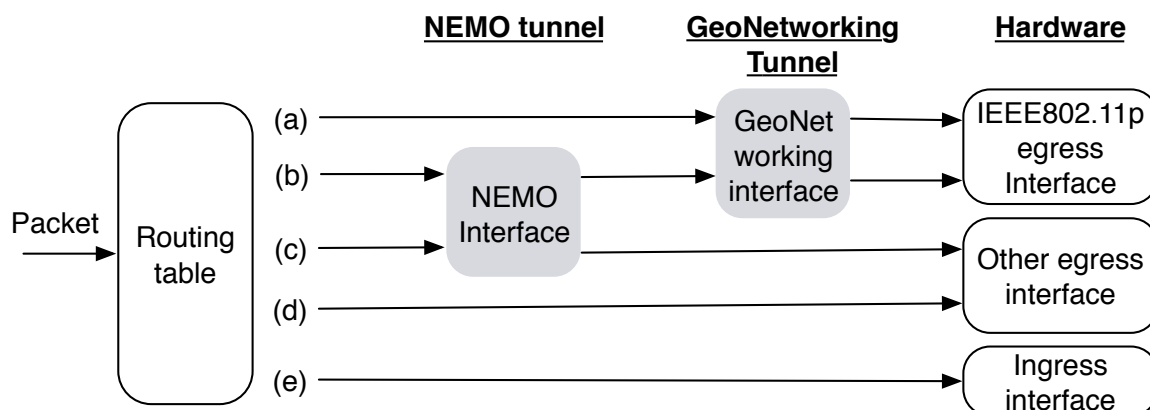 NEMO tunnel
GeoNetworking
Tunnel
Hardware
Packet
Routing
table
(a)
(b)
(c)
(d)
(e)
NEMO
Interface
GeoNet
working
interface
IEEE802.11p
egress
Interface
Other egress
interface
Ingress
interface